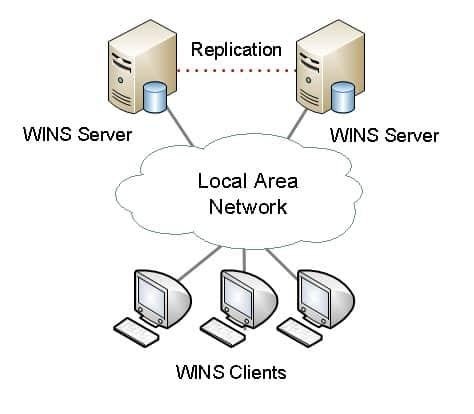 Replication
WINS Server
WINS Server
Local Area
Network
WINS Clients